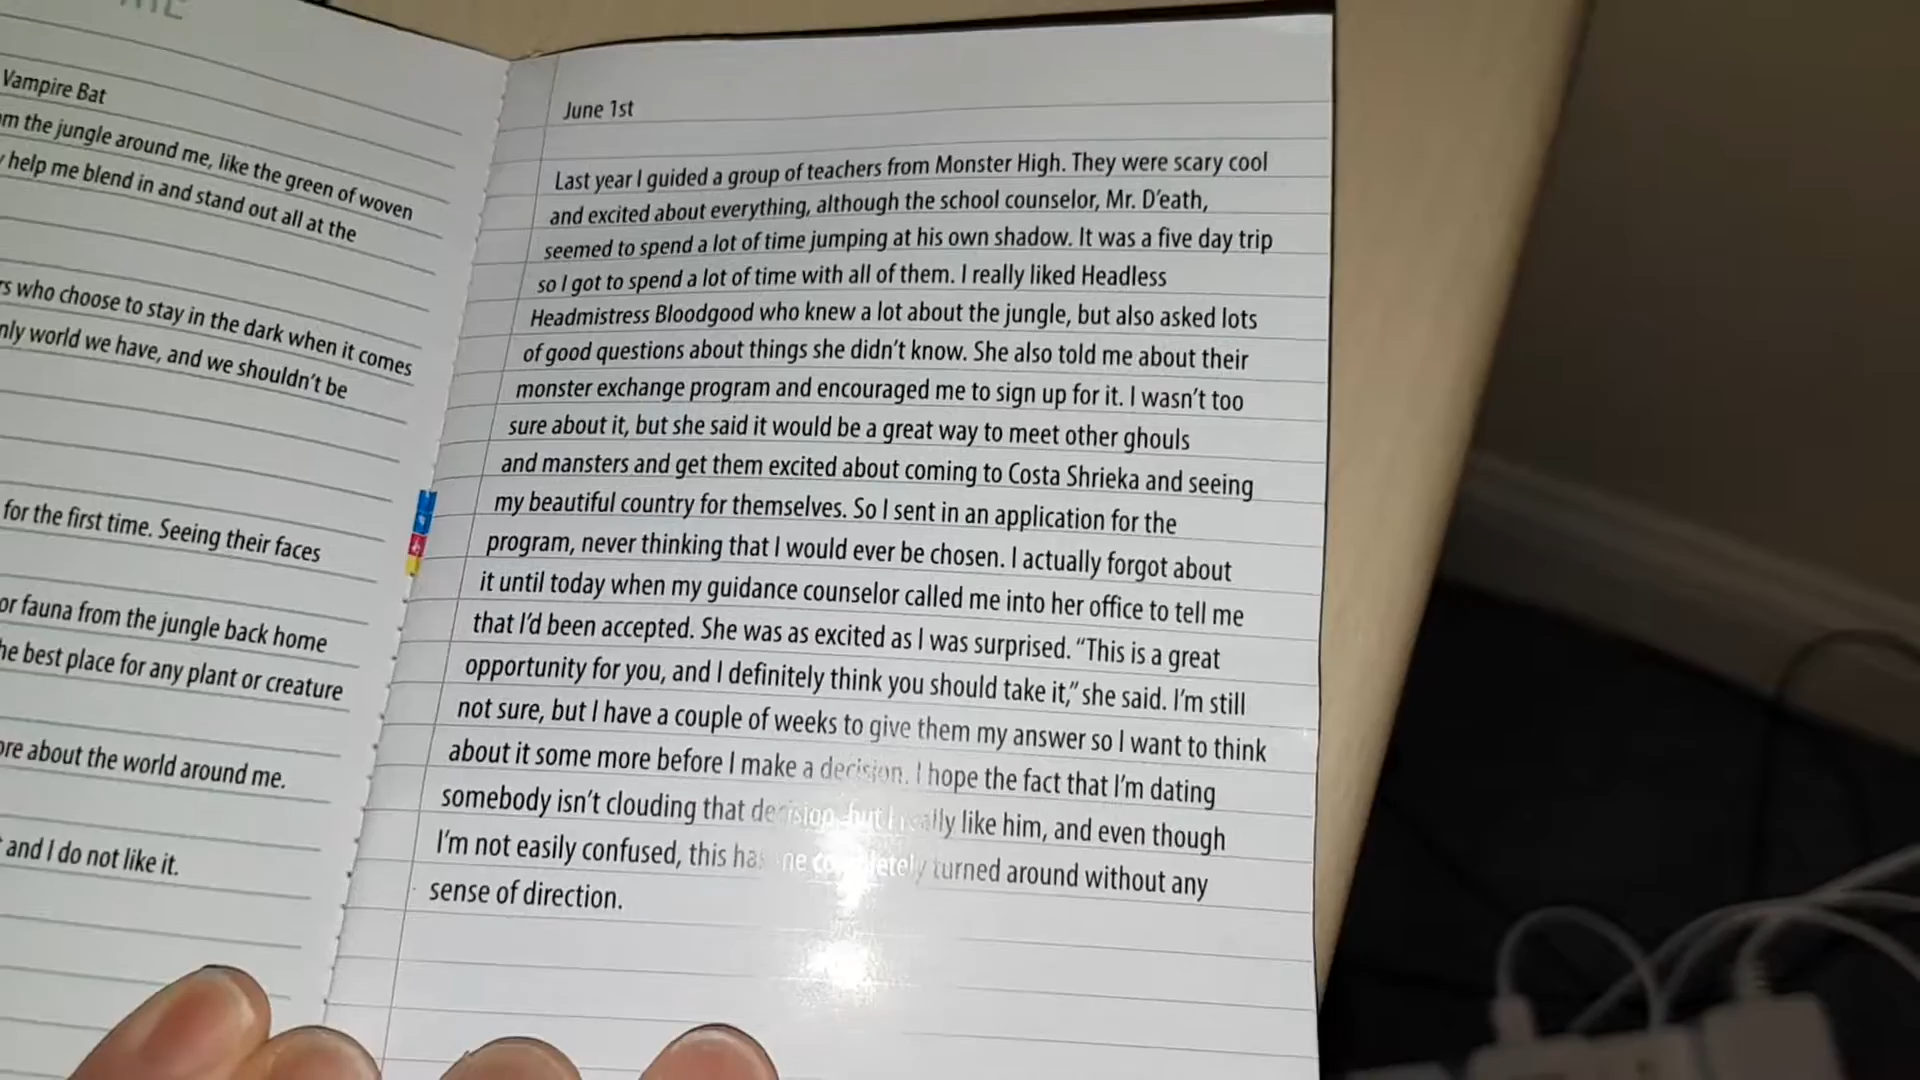 Vampire Bat
the jungle around me, like the green of woven
help me blend in and stand out all at the
who choose to stay in the dark when it comes
world we have, and we shouldn't be
for the first time. Seeing their faces
or fauna from the jungle back home
best place for any plant or creature
about the world around me.
and I do not like it.
June 1st
Last year I guided a group of teachers from Monster High. They were scary cool
and excited about everything, although the school counselor, Mr. D'eath,
seemed to spend a lot of time jumping at his own shadow. It was a five day trip
so I got to spend a lot of time with all of them. I really liked Headless
Headmistress Bloodgood who knew a lot about the jungle, but also asked lots
of good questions about things she didn't know. She also told me about their
monster exchange program and encouraged me to sign up for it. I wasn't too
sure about it, but she said it would be a great way to meet other ghouls
and mansters and get them excited about coming to Costa Shrieka and seeing
my beautiful country for themselves. So I sent in an application for the
program, never thinking that I would ever be chosen. I actually forgot about
it until today when my guidance counselor called me into her office to tell me
that I'd been accepted. She was as excited as I was surprised. "This is a great
opportunity for you, and I definitely think you should take it," she said. I'm still
not sure, but I have a couple of weeks to give them my answer so I want to think
about it some more before I make a decision. I hope the fact that I'm dating
somebody isn't clouding that decision, but I really like him, and even though
I'm not easily confused, this has me completely turned around without any
sense of direction.